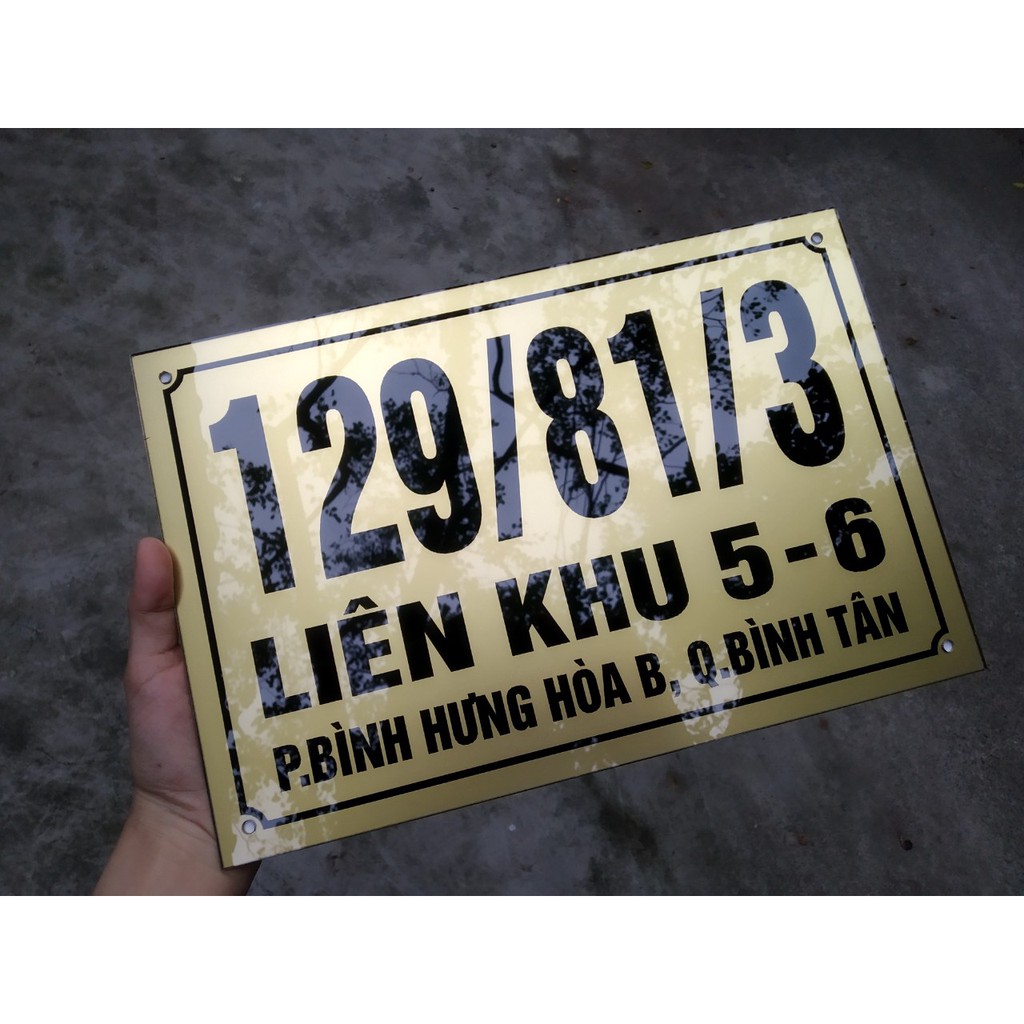 129/81/3
LIÊN KHU 5 - 6
P.BÌNH HƯNG HÒA B, Q.BÌNH TÂN